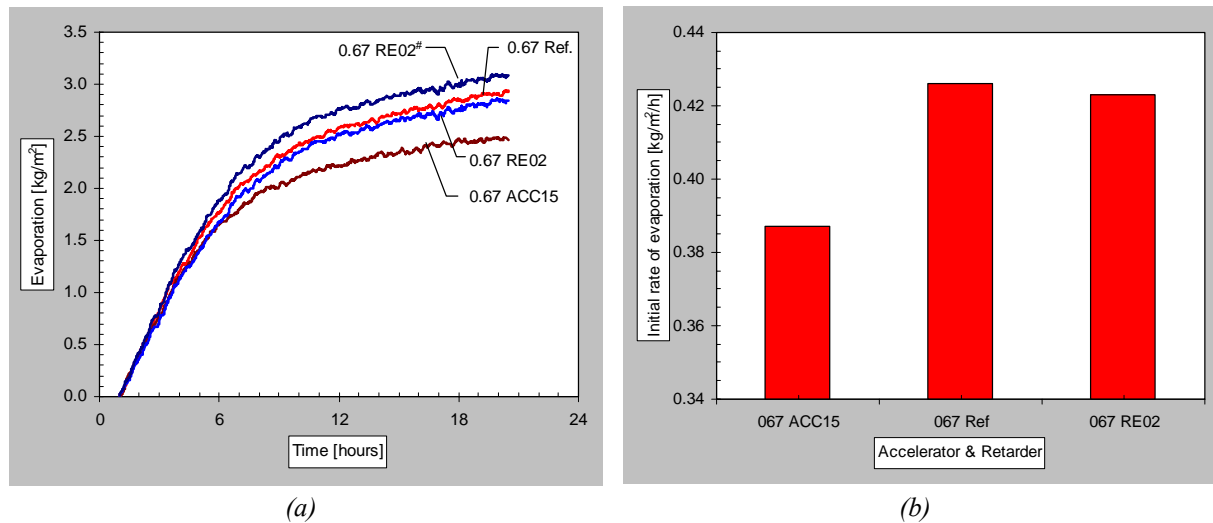 3.5
3.0
2.5
2.0
1.5
1.0
0.5
0.0
Evaporation [kg/m²]
0.67 RE02#
0.67 Ref.
0.67 RE02
0.67 ACC15
0 6 12 18 24
Time [hours]
(a)
0.44
0.42
0.40
0.38
0.36
0.34
Initial rate of evaporation [kg/m²/h]
067 ACC15 067 Ref 067 RE02
Accelerator & Retarder
(b)